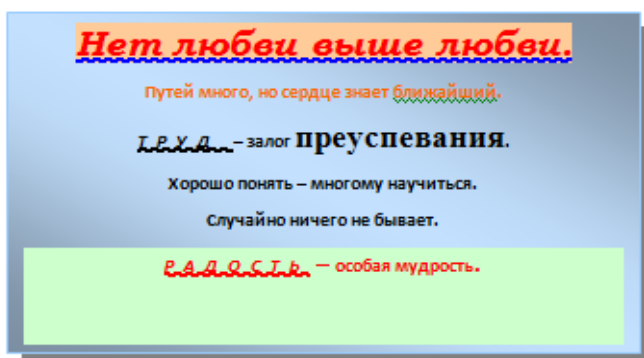 Нет любви выше любви.
Путей много, но сердце знает ближайший.
Т Р У Д – залог преуспевания.
Хорошо понять – многому научиться.
Случайно ничего не бывает.
Р А Д О С Т Ь – особая мудрость.